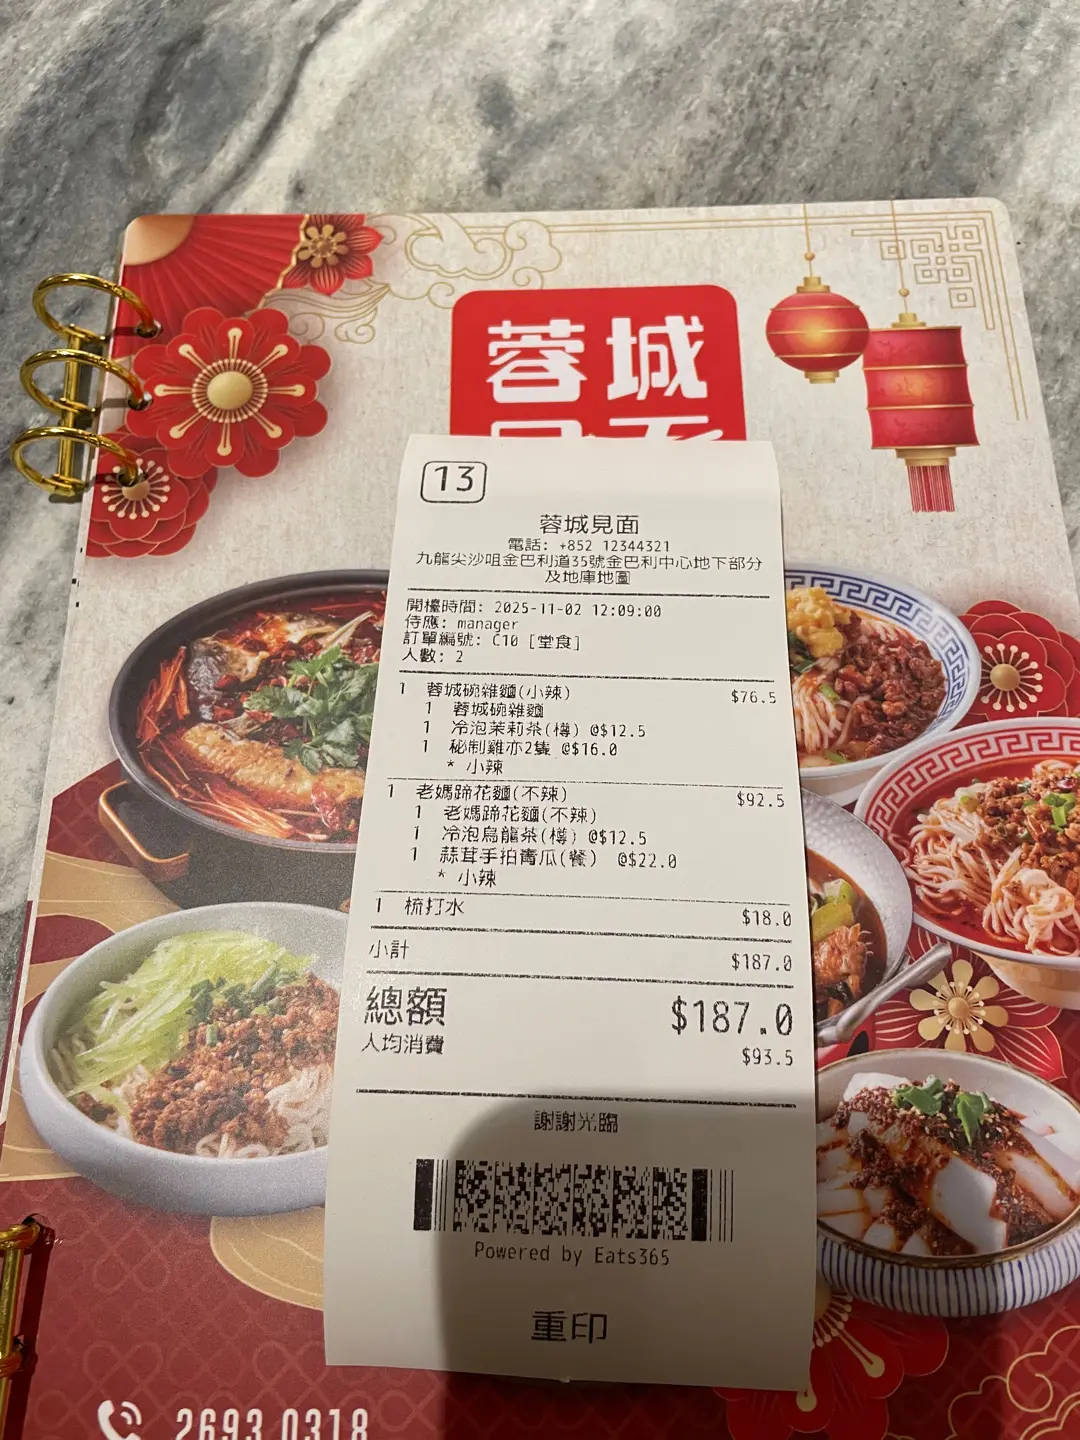 蓉城
13
蓉城見面
電話: +852 12344321
九龍尖沙咀金巴利道35號金巴利中心地下部分
及地庫地圖
開檯時間: 2025-11-02 12:09:00
侍應: manager
訂單編號: C10 [堂食]
人數: 2
1 蓉城碗雜麵(小辣) $76.5
1 蓉城碗雜麵
1 冷泡茉莉茶(樽) @$12.5
1 秘制雞亦2隻 @$16.0
* 小辣
1 老媽蹄花麵(不辣) $92.5
1 老媽蹄花麵(不辣)
1 冷泡烏龍茶(樽) @$12.5
1 蒜茸手拍青瓜(餐) @$22.0
* 小辣
1 梳打水 $18.0
小計 $187.0
總額 $187.0
人均消費 $93.5
謝謝光臨
Powered by Eats365
重印
2693 0318